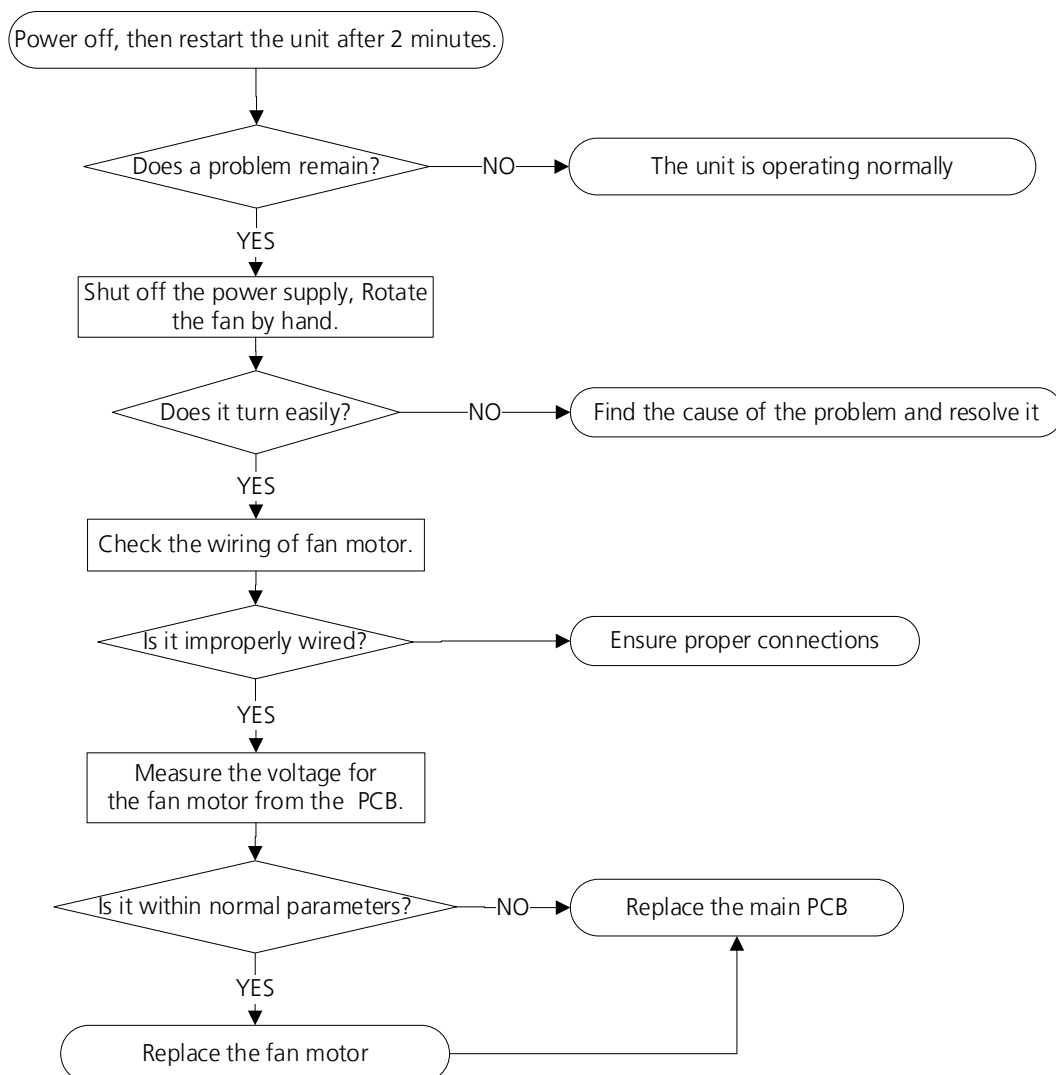 Power off, then restart the unit after 2 minutes.
Does a problem remain?
NO
The unit is operating normally
YES
Shut off the power supply, Rotate
the fan by hand.
Does it turn easily?
NO
Find the cause of the problem and resolve it
YES
Check the wiring of fan motor.
Is it improperly wired?
Ensure proper connections
YES
Measure the voltage for
the fan motor from the PCB.
Is it within normal parameters?
NO
Replace the main PCB
YES
Replace the fan motor